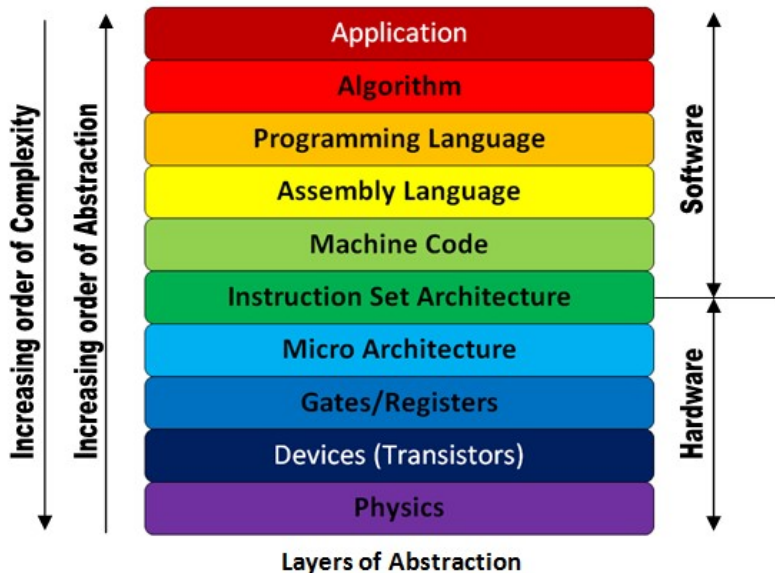 Application
Algorithm
Programming Language
Assembly Language
Machine Code
Instruction Set Architecture
Micro Architecture
Gates/Registers
Devices (Transistors)
Physics
Increasing order of Complexity
Increasing order of Abstraction
Software
Hardware
Layers of Abstraction